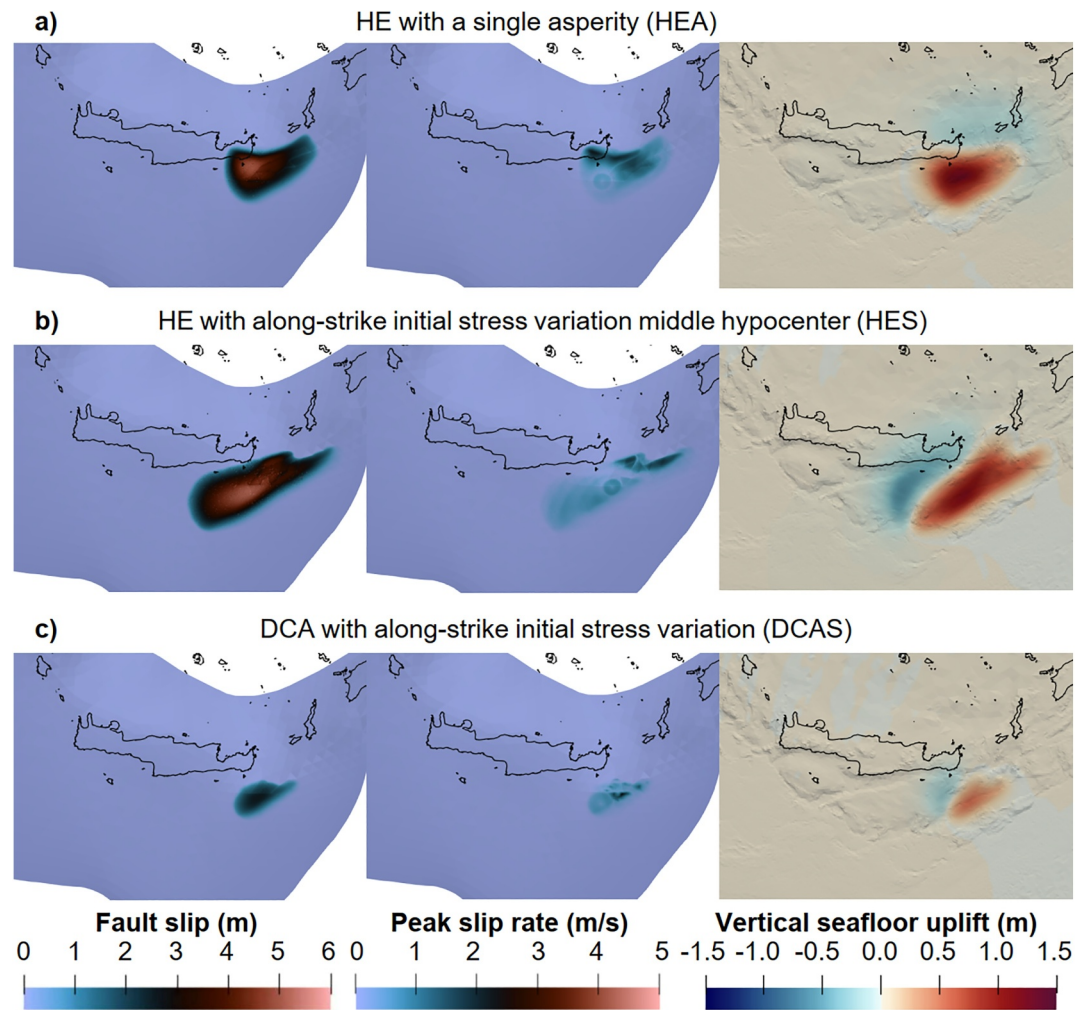 a)
HE with a single asperity (HEA)
b)
HE with along-strike initial stress variation middle hypocenter (HES)
c)
DCA with along-strike initial stress variation (DCAS)
Fault slip (m)
0 1 2 3 4 5 6
Peak slip rate (m/s)
0 1 2 3 4 5
Vertical seafloor uplift (m)
-1.5 -1.0 -0.5 0.0 0.5 1.0 1.5